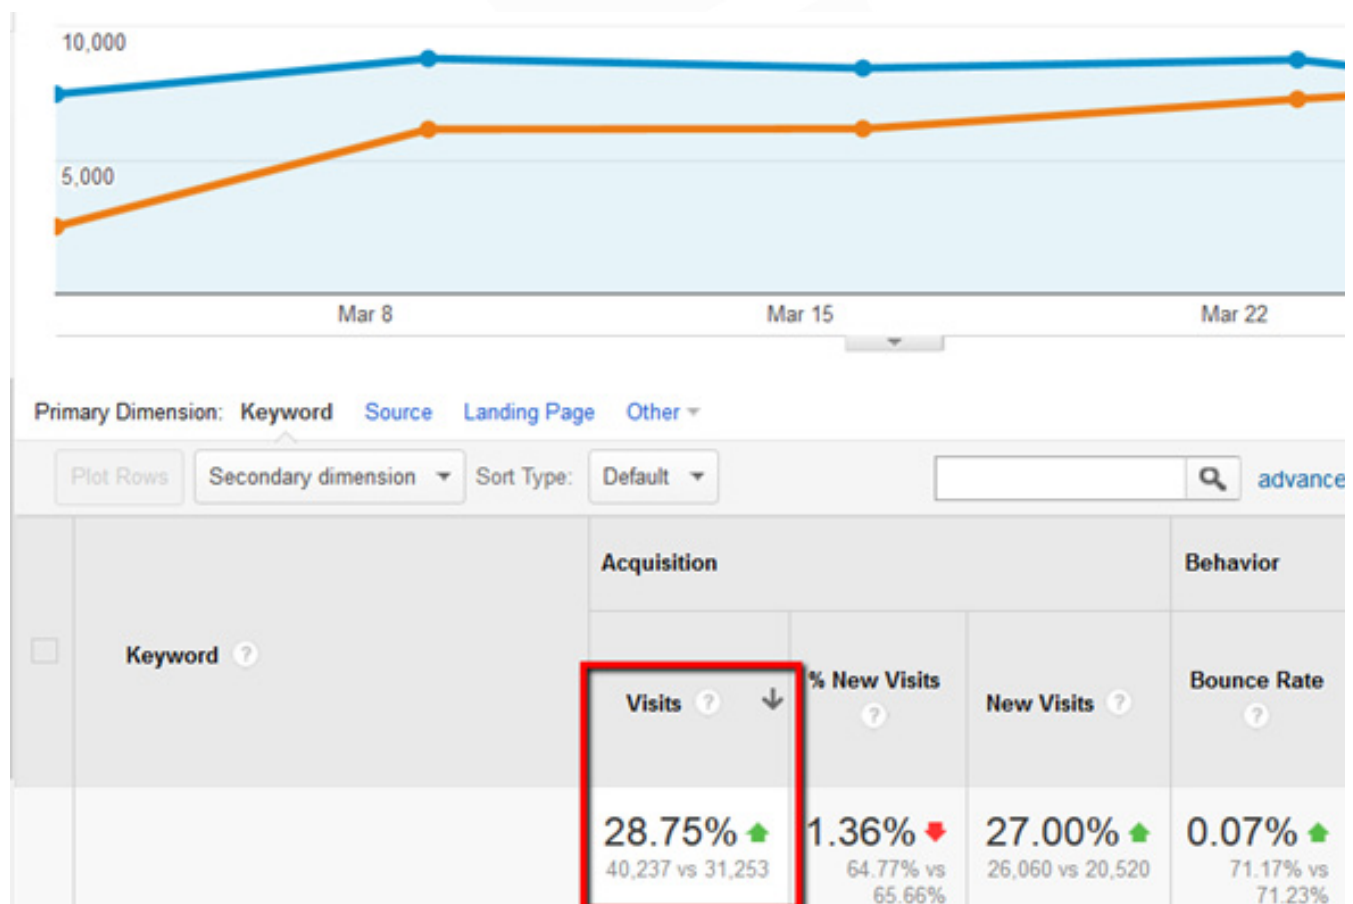 10,000
5,000
Mar 8 Mar 15 Mar 22
Primary Dimension: Keyword Source Landing Page Other
Plot Rows Secondary dimension Sort Type: Default advance
Acquisition Behavior
Keyword ?
Visits ? % New Visits ? New Visits ? Bounce Rate ?
28.75% 1.36% 27.00% 0.07%
40,237 vs 31,253 64.77% vs 26,060 vs 20,520 71.17% vs
65.66% 71.23%